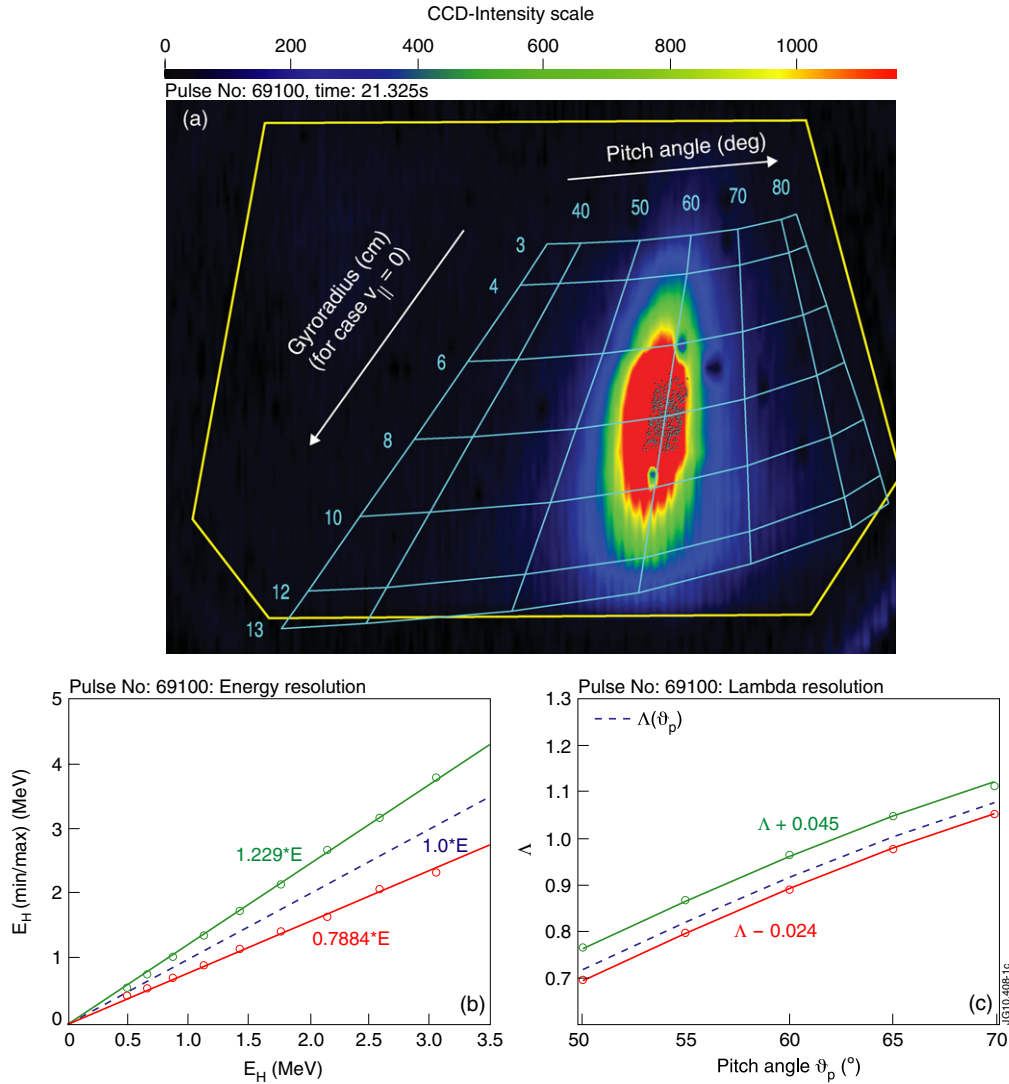 CCD-Intensity scale
0 200 400 600 800 1000
Pulse No: 69100, time: 21.325s
(a)
Pitch angle (deg)
40 50 60 70 80
Gyroradius (cm)
(for case v|| = 0)
3
4
6
8
10
12
13
Pulse No: 69100: Energy resolution
E_H (min/max) (MeV)
5
4
3
2
1
0
1.229*E
1.0*E
0.7884*E
(b)
0 0.5 1.0 1.5 2.0 2.5 3.0 3.5
E_H (MeV)
Pulse No: 69100: Lambda resolution
Λ(ϑp)
Λ
1.3
1.2
1.1
1.0
0.9
0.8
0.7
Λ + 0.045
Λ − 0.024
(c)
50 55 60 65 70
Pitch angle ϑp (°)
JG10.408-1c